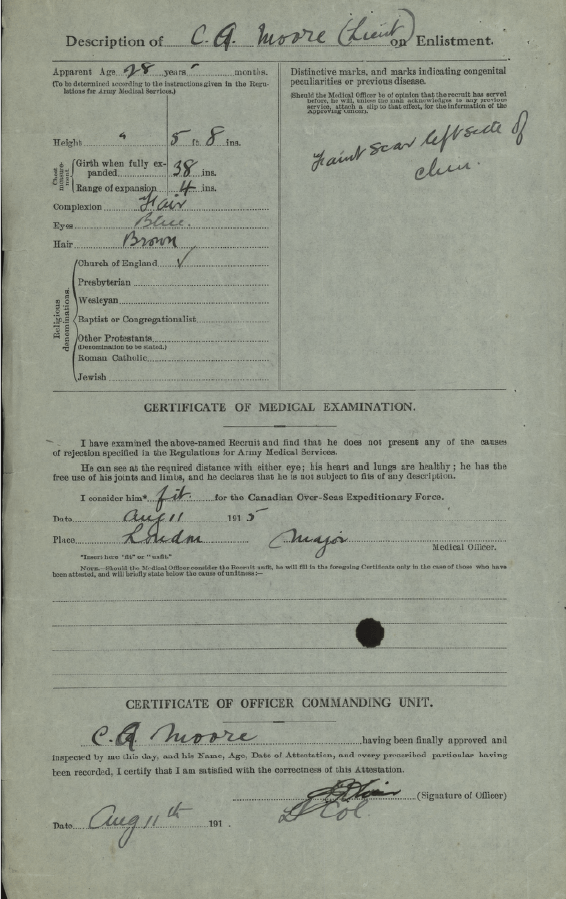 Description of C. A. Moore (Lieut) on Enlistment.
Apparent Age 28 years months.
(To be determined according to the instructions given in the Regu-
lations for Army Medical Services.)
Height 5 ft. 8 ins.
Chest measure-ment.
Girth when fully ex-
panded 38 ins.
Range of expansion 4 ins.
Complexion Fair
Eyes Blue.
Hair Brown
Religious denominations.
Church of England ✓
Presbyterian
Wesleyan
Baptist or Congregationalist
Other Protestants
(Denomination to be stated.)
Roman Catholic
Jewish
Distinctive marks, and marks indicating congenital
peculiarities or previous disease.
(Should the Medical Officer be of opinion that the recruit has served
before, he will, unless the man acknowledges to any previous
service, attach a slip to that effect, for the information of the
Approving Officer).
Faint scar left side of
chin.
CERTIFICATE OF MEDICAL EXAMINATION.
I have examined the above-named Recruit and find that he does not present any of the causes
of rejection specified in the Regulations for Army Medical Services.
He can see at the required distance with either eye; his heart and lungs are healthy; he has the
free use of his joints and limbs, and he declares that he is not subject to fits of any description.
I consider him* fit for the Canadian Over-Seas Expeditionary Force.
Date Aug 11 1915
Place London Major
Medical Officer.
*Insert here "fit" or "unfit."
NOTE.—Should the Medical Officer consider the Recruit unfit, he will fill in the foregoing Certificate only in the case of those who have
been attested, and will briefly state below the cause of unfitness:—
CERTIFICATE OF OFFICER COMMANDING UNIT.
C. A. Moore having been finally approved and
inspected by me this day, and his Name, Age, Date of Attestation, and every prescribed particular having
been recorded, I certify that I am satisfied with the correctness of this Attestation.
(Signature of Officer)
Lt Col
Date Aug 11th 191